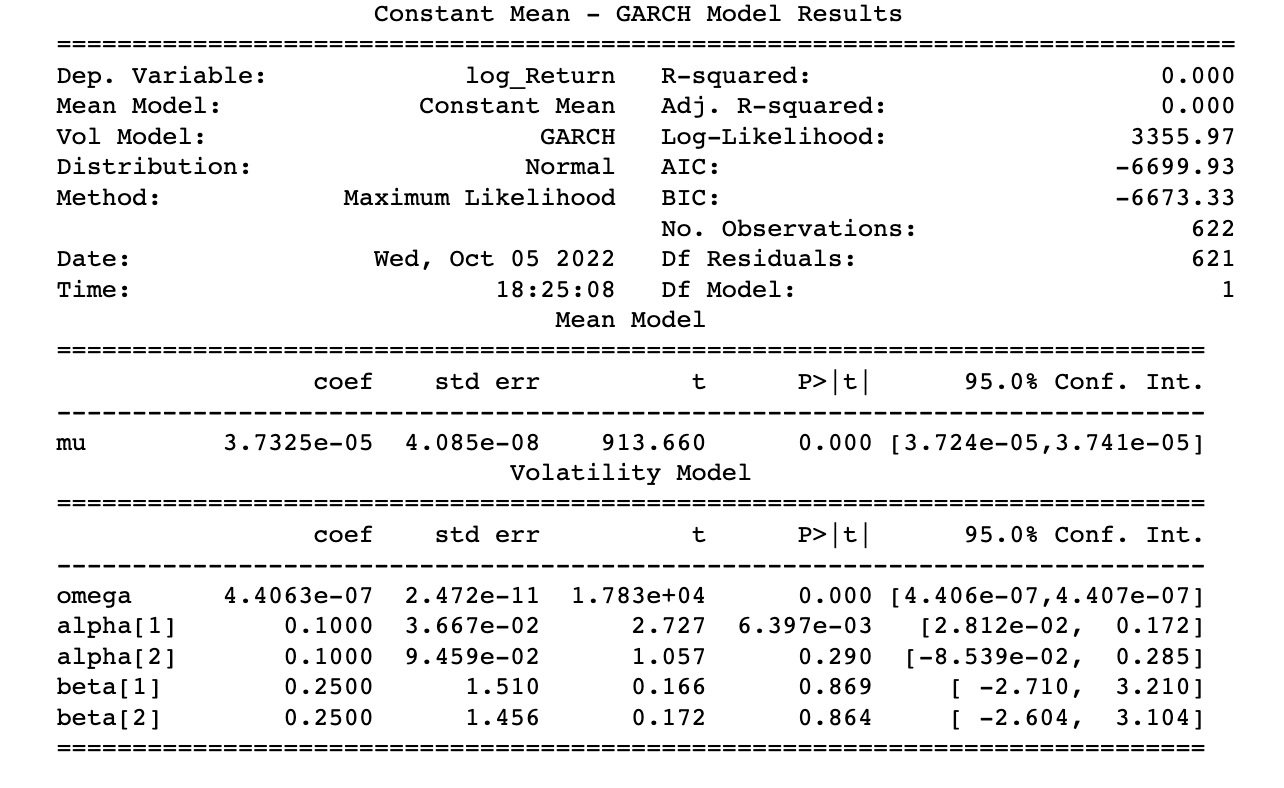 Constant Mean - GARCH Model Results
==============================================================================
Dep. Variable: log_Return R-squared: 0.000
Mean Model: Constant Mean Adj. R-squared: 0.000
Vol Model: GARCH Log-Likelihood: 3355.97
Distribution: Normal AIC: -6699.93
Method: Maximum Likelihood BIC: -6673.33
No. Observations: 622
Date: Wed, Oct 05 2022 Df Residuals: 621
Time: 18:25:08 Df Model: 1
Mean Model
============================================================================
coef std err t P>|t| 95.0% Conf. Int.
----------------------------------------------------------------------------
mu 3.7325e-05 4.085e-08 913.660 0.000 [3.724e-05,3.741e-05]
Volatility Model
============================================================================
coef std err t P>|t| 95.0% Conf. Int.
----------------------------------------------------------------------------
omega 4.4063e-07 2.472e-11 1.783e+04 0.000 [4.406e-07,4.407e-07]
alpha[1] 0.1000 3.667e-02 2.727 6.397e-03 [2.812e-02, 0.172]
alpha[2] 0.1000 9.459e-02 1.057 0.290 [-8.539e-02, 0.285]
beta[1] 0.2500 1.510 0.166 0.869 [ -2.710, 3.210]
beta[2] 0.2500 1.456 0.172 0.864 [ -2.604, 3.104]
============================================================================